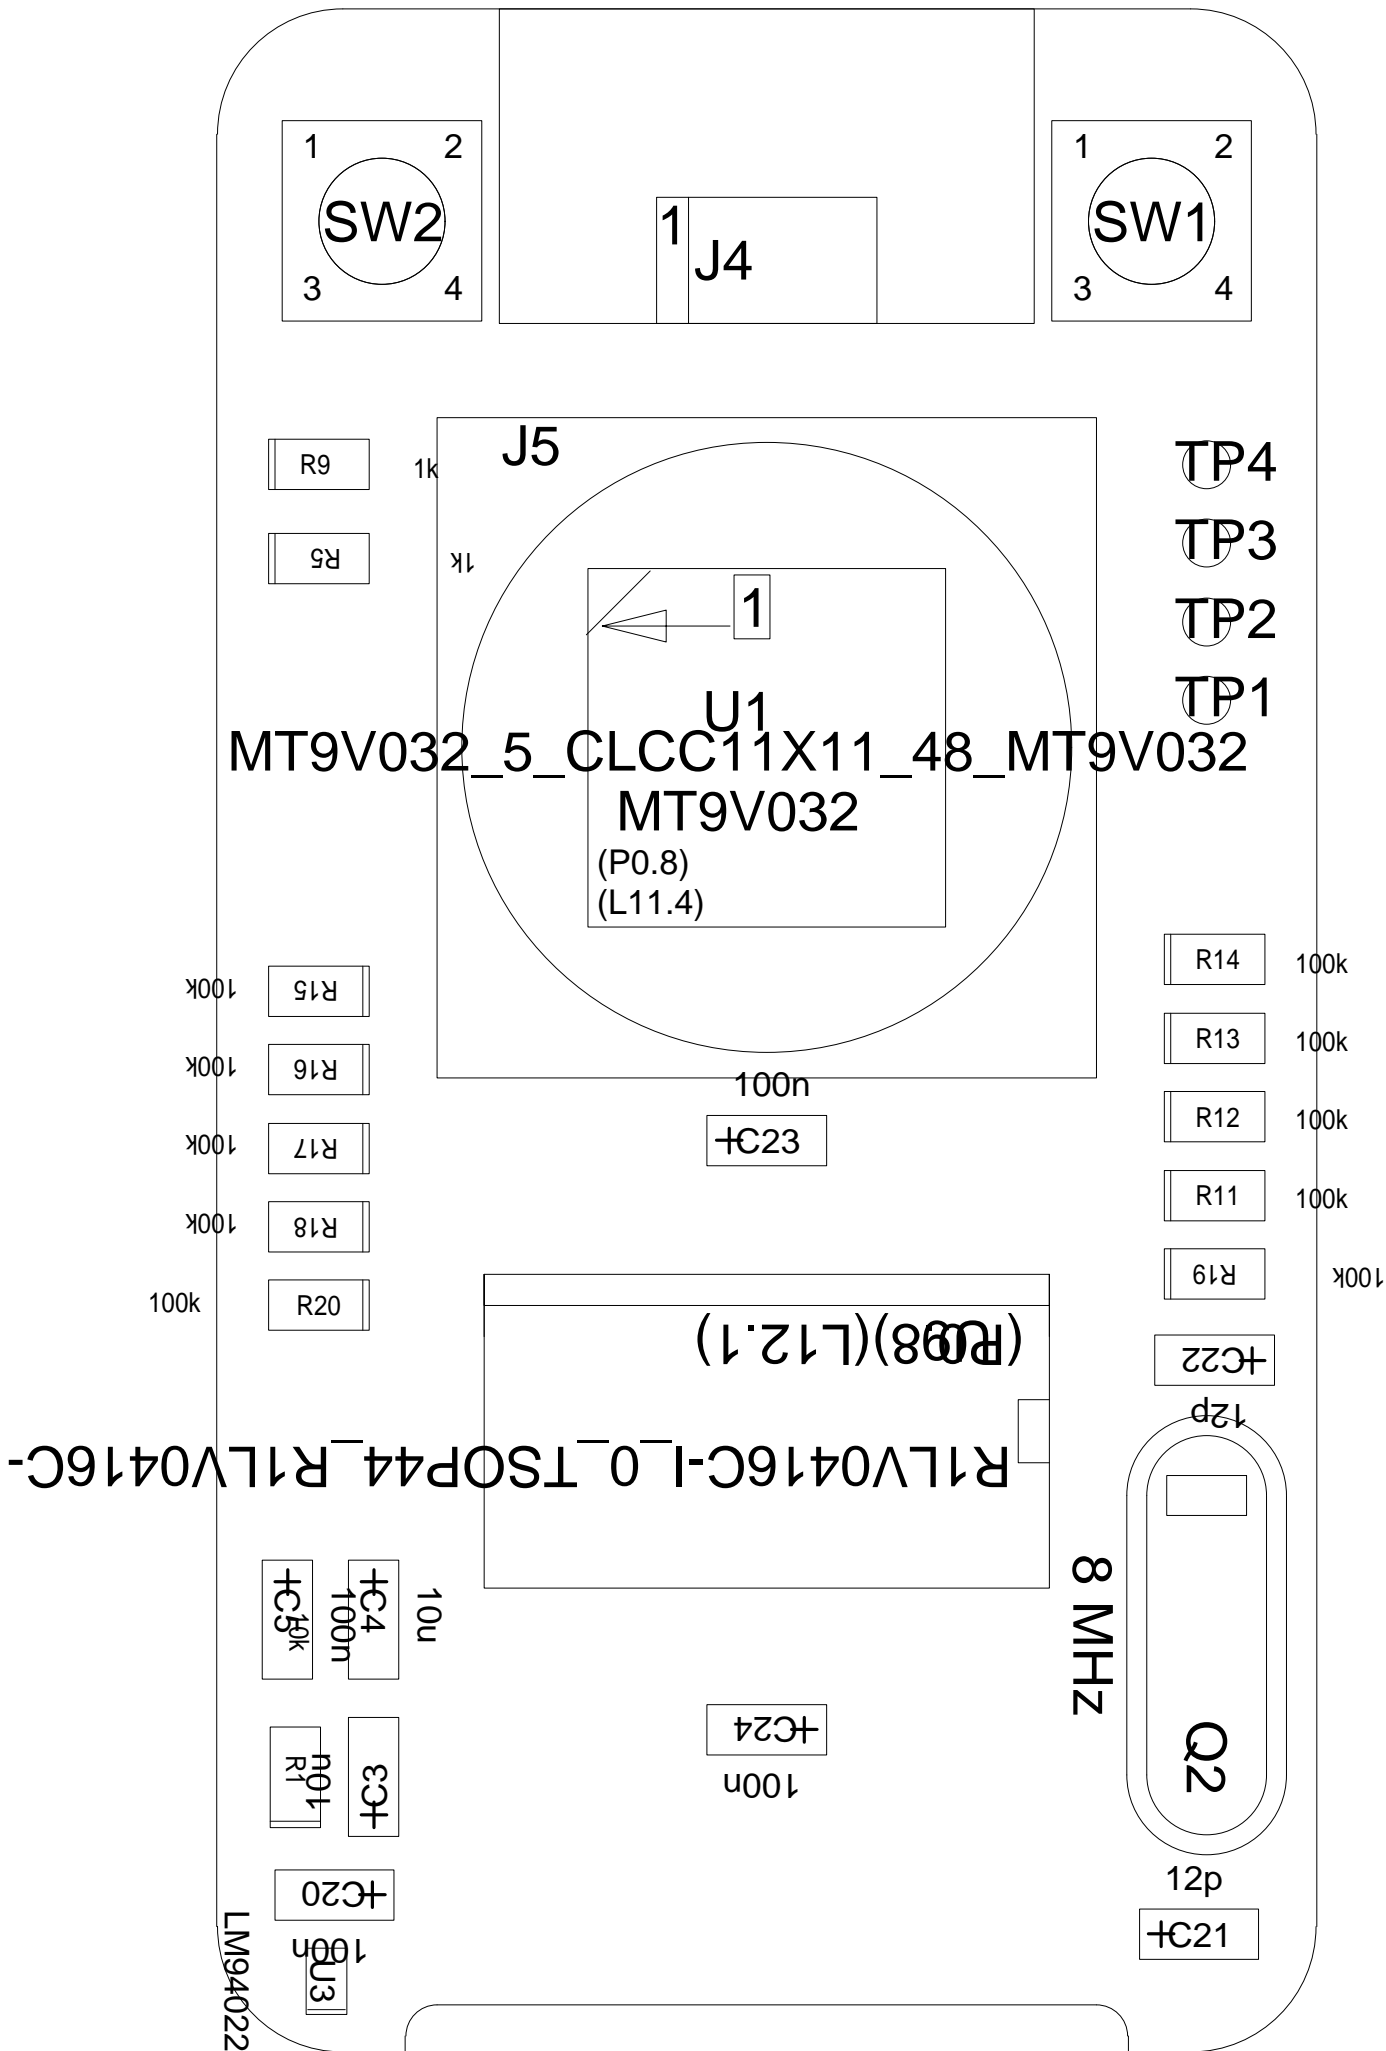 1 2
SW2
3 4
1
J4
1 2
SW1
3 4
R9 1k
J5
TP4
R5 1k
TP3
1
TP2
TP1
U1
MT9V032_5_CLCC11X11_48_MT9V032
MT9V032
(P0.8)
(L11.4)
R14 100k
100k R15
R13 100k
100k R16
100n
C23
R12 100k
100k R17
R11 100k
100k R18
R19 100k
100k R20
(L12.1)
C22
12p
R1LV0416C-I_0_TSOP44_R1LV0416C-
C5
10k
100n
C4
10u
8 MHz
C24
100n
Q2
R1
10u
C3
12p
C20
C21
100n
U3
LM94022